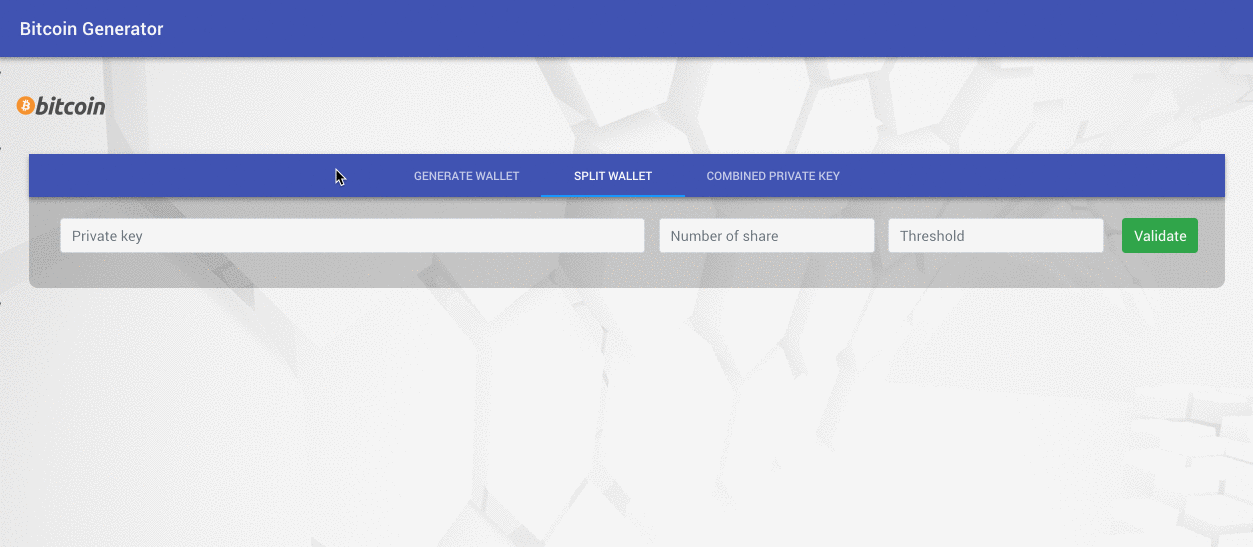 Bitcoin Generator
bitcoin
GENERATE WALLET SPLIT WALLET COMBINED PRIVATE KEY
Private key Number of share Threshold Validate